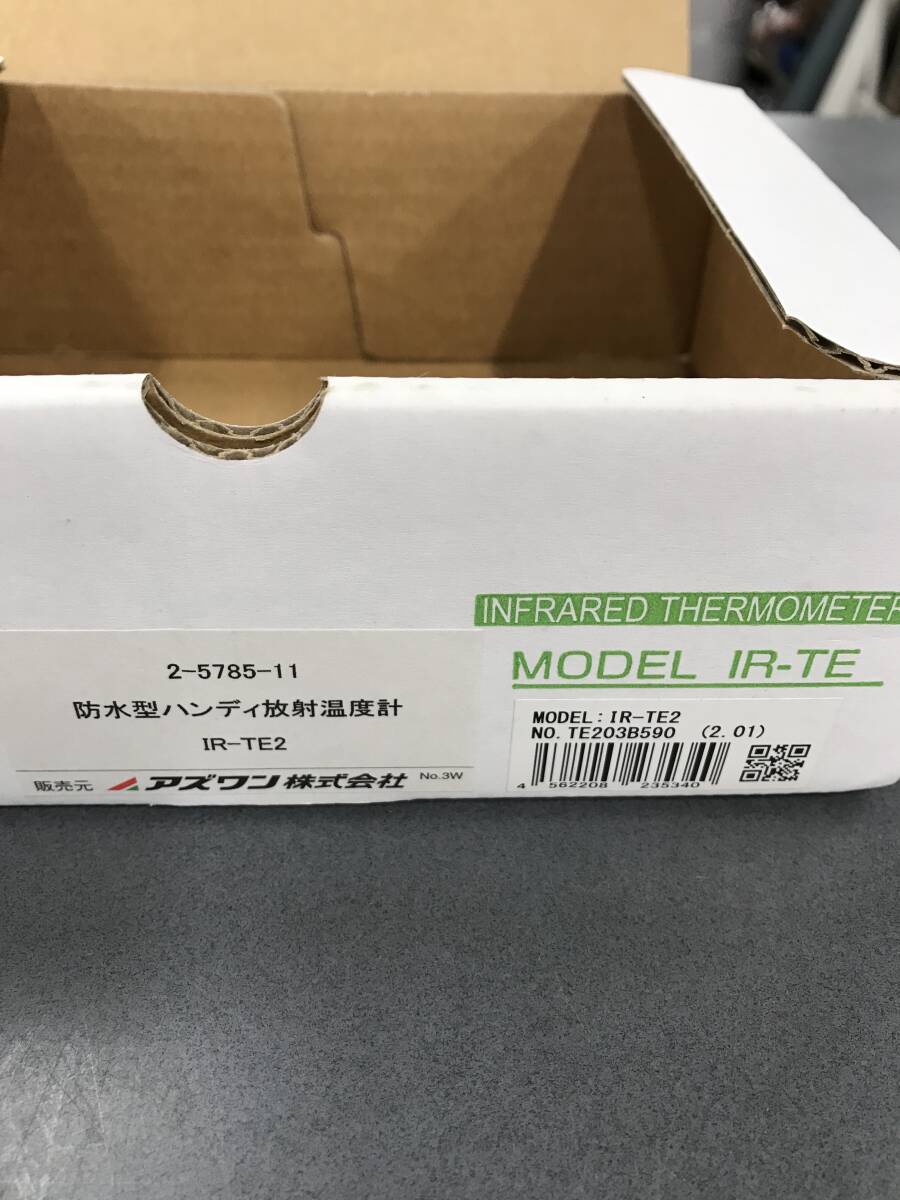 INFRARED THERMOMETER
MODEL IR-TE
2-5785-11
防水型ハンディ放射温度計
IR-TE2
販売元 アズワン株式会社 No.3W
MODEL:IR-TE2
NO.TE203B590 (2.01)
4 562208 235340